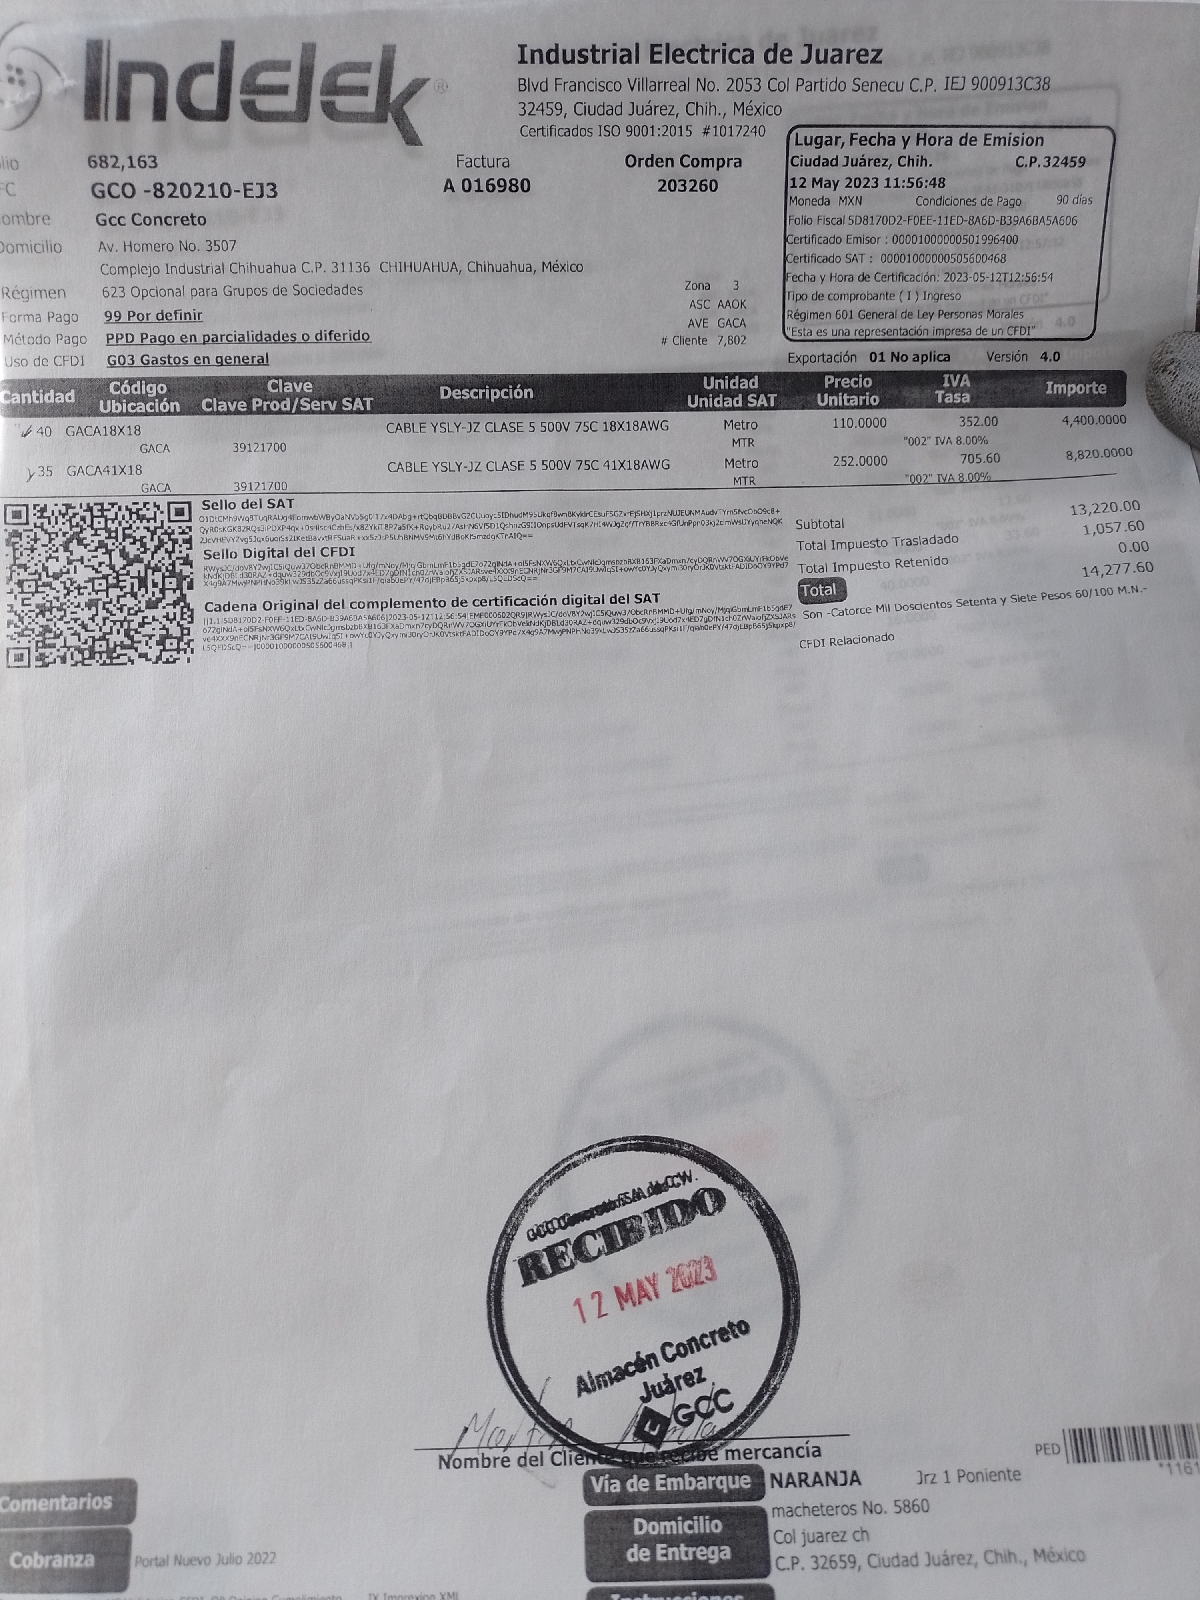 Indelek®
Industrial Electrica de Juarez
Blvd Francisco Villarreal No. 2053 Col Partido Senecu C.P. IEJ 900913C38
32459, Ciudad Juárez, Chih., México
Certificados ISO 9001:2015 #1017240
lio 682,163 Factura Orden Compra
FC GCO -820210-EJ3 A 016980 203260
ombre Gcc Concreto
Domicilio Av. Homero No. 3507
Complejo Industrial Chihuahua C.P. 31136 CHIHUAHUA, Chihuahua, México
Régimen 623 Opcional para Grupos de Sociedades
Forma Pago 99 Por definir
Método Pago PPD Pago en parcialidades o diferido
Uso de CFDI G03 Gastos en general
Zona 3
ASC AAOK
AVE GACA
# Cliente 7,802
Lugar, Fecha y Hora de Emision
Ciudad Juárez, Chih. C.P.32459
12 May 2023 11:56:48
Moneda MXN Condiciones de Pago 90 días
Folio Fiscal 5D8170D2-F0EE-11ED-8A6D-B39A6BA5A606
Certificado Emisor : 00001000000501996400
Certificado SAT : 00001000000505600468
Fecha y Hora de Certificación: 2023-05-12T12:56:54
Tipo de comprobante ( I ) Ingreso
Régimen 601 General de Ley Personas Morales
"Esta es una representación impresa de un CFDI"
Exportación 01 No aplica Versión 4.0
Cantidad Código Ubicación Clave Clave Prod/Serv SAT Descripción Unidad Unidad SAT Precio Unitario IVA Tasa Importe
40 GACA18X18 CABLE YSLY-JZ CLASE 5 500V 75C 18X18AWG Metro 110.0000 352.00 4,400.0000
GACA 39121700 MTR "002" IVA 8.00%
35 GACA41X18 CABLE YSLY-JZ CLASE 5 500V 75C 41X18AWG Metro 252.0000 705.60 8,820.0000
GACA 39121700 MTR "002" IVA 8.00%
Sello del SAT
Sello Digital del CFDI
Cadena Original del complemento de certificación digital del SAT
Subtotal 13,220.00
Total Impuesto Trasladado 1,057.60
Total Impuesto Retenido 0.00
Total 14,277.60
Son -Catorce Mil Doscientos Setenta y Siete Pesos 60/100 M.N.-
CFDI Relacionado
RECIBIDO
12 MAY 2023
Almacén Concreto
Juárez
GCC
Nombre del Cliente que recibe mercancía
PED
*1161
Vía de Embarque NARANJA Jrz 1 Poniente
Comentarios
Domicilio de Entrega macheteros No. 5860
Col juarez ch
C.P. 32659, Ciudad Juárez, Chih., México
Cobranza Portal Nuevo Julio 2022